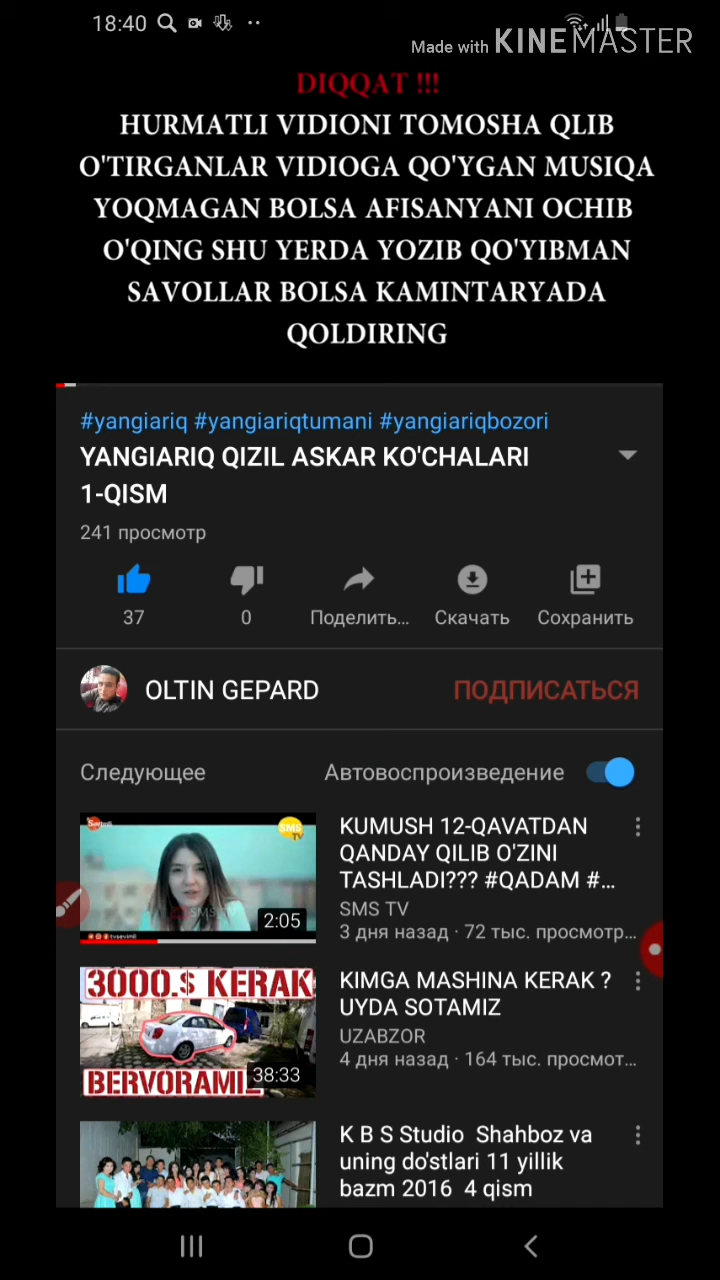 18:40
Made with KINEMASTER
DIQQAT !!!
HURMATLI VIDIONI TOMOSHA QLIB
O'TIRGANLAR VIDIOGA QO'YGAN MUSIQA
YOQMAGAN BOLSA AFISANYANI OCHIB
O'QING SHU YERDA YOZIB QO'YIBMAN
SAVOLLAR BOLSA KAMINTARYADA
QOLDIRING
#yangiariq #yangiariqtumani #yangiariqbozori
YANGIARIQ QIZIL ASKAR KO'CHALARI
1-QISM
241 просмотр
37
0
Поделить...
Скачать
Сохранить
OLTIN GEPARD
ПОДПИСАТЬСЯ
Следующее
Автовоспроизведение
SMS TV
SMS TV
2:05
KUMUSH 12-QAVATDAN
QANDAY QILIB O'ZINI
TASHLADI??? #QADAM #...
SMS TV
3 дня назад · 72 тыс. просмотр...
3000.$ KERAK
BERVORAMIZ
38:33
KIMGA MASHINA KERAK ?
UYDA SOTAMIZ
UZABZOR
4 дня назад · 164 тыс. просмот...
K B S Studio Shahboz va
uning do'stlari 11 yillik
bazm 2016 4 qism